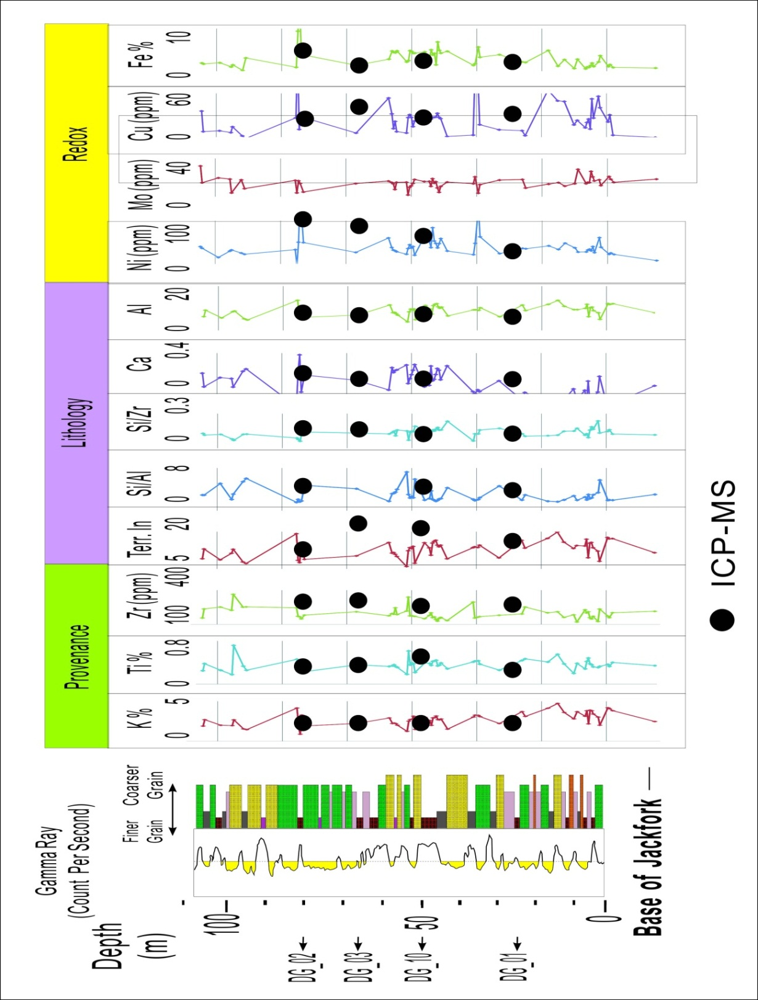 Depth
(m)
Gamma Ray
(Count Per Second)
Finer
Grain
Coarser
Grain
Provenance
Lithology
Redox
K %
0
5
Ti %
0
0.8
Zr (ppm)
100
400
Terr. In
5
20
Si/Al
0
8
Si/Zr
0
0.3
Ca
0
0.4
Al
0
20
Ni (ppm)
0
100
Mo (ppm)
0
40
Cu (ppm)
0
60
Fe %
0
10
100
50
0
DG_02
DG_03
DG_10
DG_01
Base of Jackfork
ICP-MS